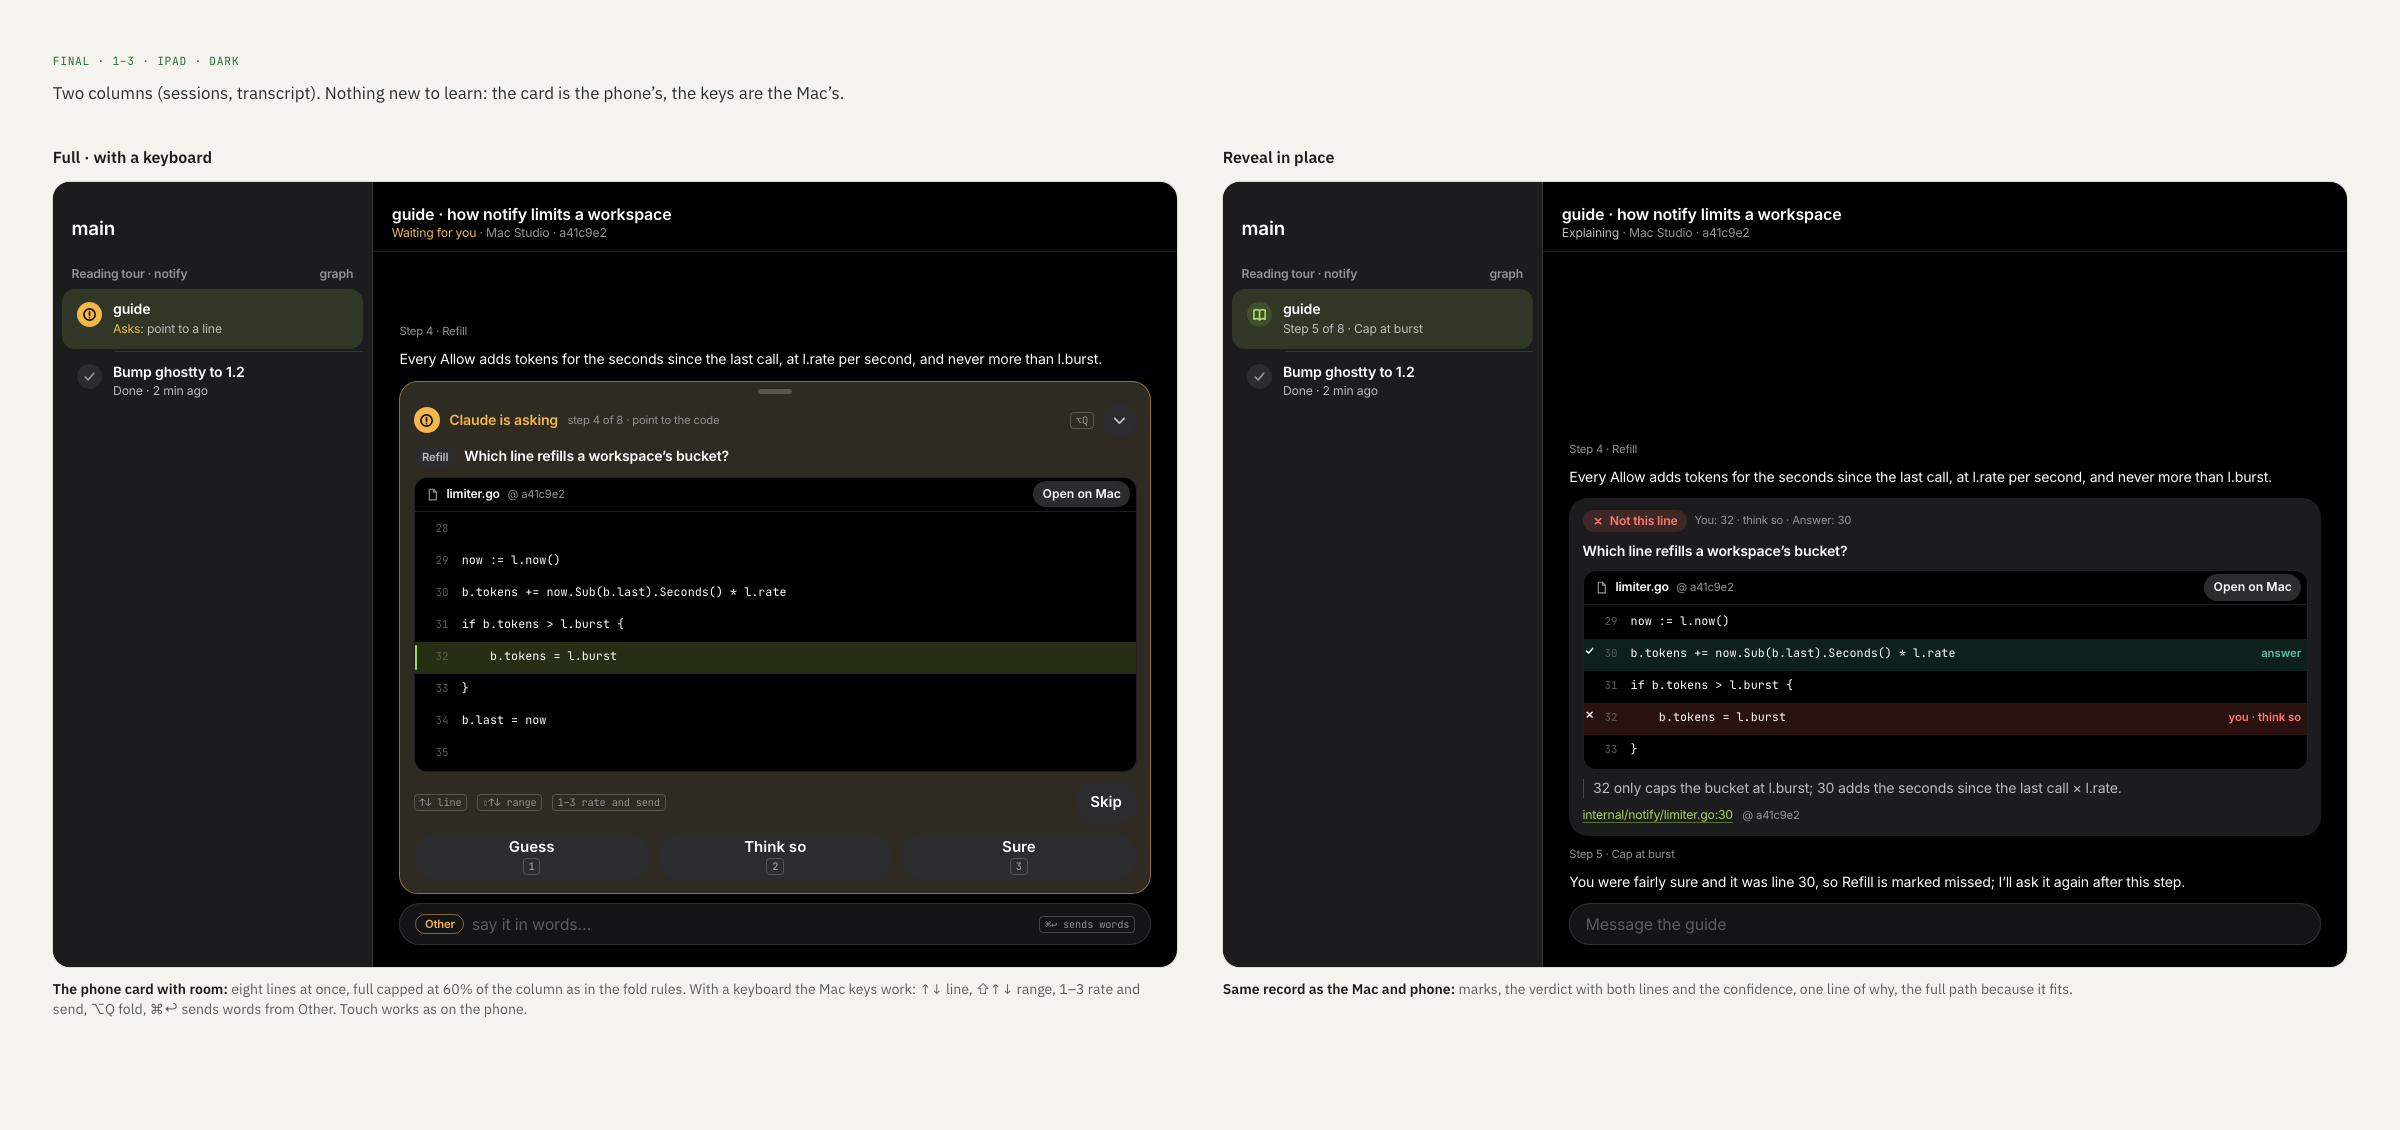 FINAL · 1–3 · IPAD · DARK
Two columns (sessions, transcript). Nothing new to learn: the card is the phone’s, the keys are the Mac’s.
Full · with a keyboard
main
Reading tour · notify graph
guide
Asks: point to a line
Bump ghostty to 1.2
Done · 2 min ago
guide · how notify limits a workspace
Waiting for you · Mac Studio · a41c9e2
Step 4 · Refill
Every Allow adds tokens for the seconds since the last call, at l.rate per second, and never more than l.burst.
Claude is asking step 4 of 8 · point to the code ⌥Q
Refill Which line refills a workspace’s bucket?
limiter.go @ a41c9e2 Open on Mac
28
29 now := l.now()
30 b.tokens += now.Sub(b.last).Seconds() * l.rate
31 if b.tokens > l.burst {
32 b.tokens = l.burst
33 }
34 b.last = now
35
↑↓ line ⇧↑↓ range 1–3 rate and send Skip
Guess Think so Sure
1 2 3
Other say it in words… ⌘↩ sends words
The phone card with room: eight lines at once, full capped at 60% of the column as in the fold rules. With a keyboard the Mac keys work: ↑↓ line, ⇧↑↓ range, 1–3 rate and
send, ⌥Q fold, ⌘↩ sends words from Other. Touch works as on the phone.
Reveal in place
main
Reading tour · notify graph
guide
Step 5 of 8 · Cap at burst
Bump ghostty to 1.2
Done · 2 min ago
guide · how notify limits a workspace
Explaining · Mac Studio · a41c9e2
Step 4 · Refill
Every Allow adds tokens for the seconds since the last call, at l.rate per second, and never more than l.burst.
Not this line You: 32 · think so · Answer: 30
Which line refills a workspace’s bucket?
limiter.go @ a41c9e2 Open on Mac
29 now := l.now()
30 b.tokens += now.Sub(b.last).Seconds() * l.rate answer
31 if b.tokens > l.burst {
32 b.tokens = l.burst you · think so
33 }
32 only caps the bucket at l.burst; 30 adds the seconds since the last call × l.rate.
internal/notify/limiter.go:30 @ a41c9e2
Step 5 · Cap at burst
You were fairly sure and it was line 30, so Refill is marked missed; I’ll ask it again after this step.
Message the guide
Same record as the Mac and phone: marks, the verdict with both lines and the confidence, one line of why, the full path because it fits.